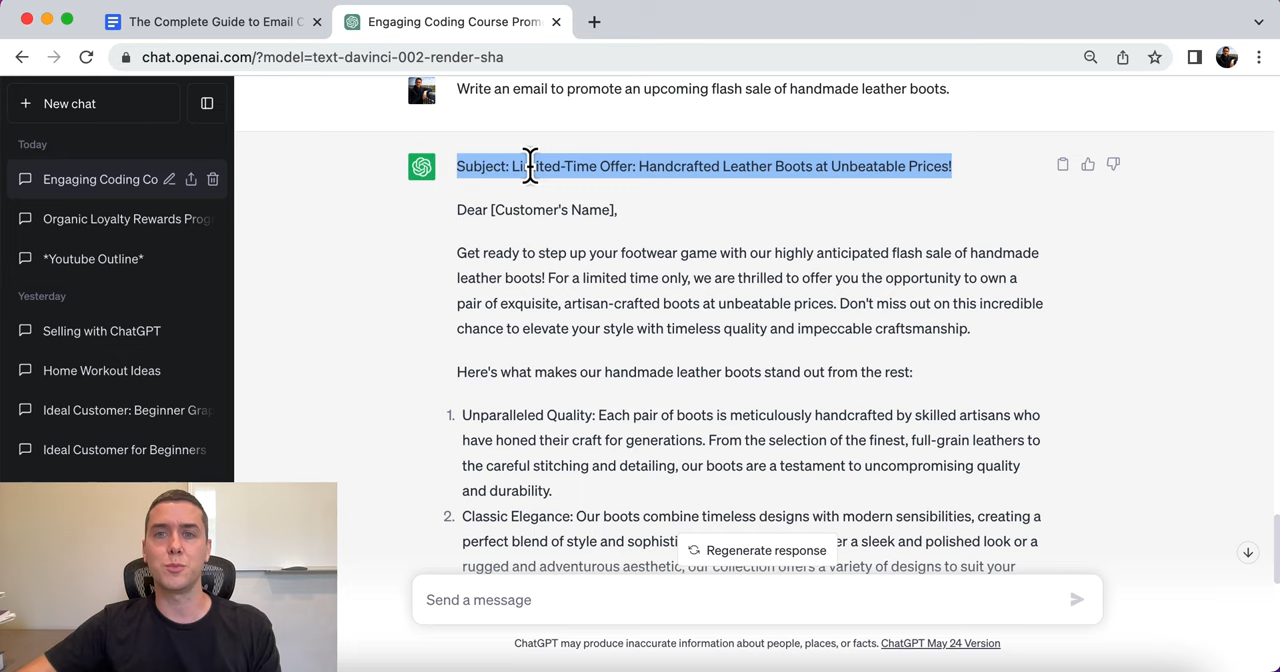 The Complete Guide to Email C
Engaging Coding Course Prom
chat.openai.com/?model=text-davinci-002-render-sha
New chat
Today
Engaging Coding Co
Organic Loyalty Rewards Prog
*Youtube Outline*
Yesterday
Selling with ChatGPT
Home Workout Ideas
Ideal Customer: Beginner Gra
Ideal Customer for Beginners
Write an email to promote an upcoming flash sale of handmade leather boots.
Subject: Limited-Time Offer: Handcrafted Leather Boots at Unbeatable Prices!
Dear [Customer's Name],
Get ready to step up your footwear game with our highly anticipated flash sale of handmade
leather boots! For a limited time only, we are thrilled to offer you the opportunity to own a
pair of exquisite, artisan-crafted boots at unbeatable prices. Don't miss out on this incredible
chance to elevate your style with timeless quality and impeccable craftsmanship.
Here's what makes our handmade leather boots stand out from the rest:
1. Unparalleled Quality: Each pair of boots is meticulously handcrafted by skilled artisans who
have honed their craft for generations. From the selection of the finest, full-grain leathers to
the careful stitching and detailing, our boots are a testament to uncompromising quality
and durability.
2. Classic Elegance: Our boots combine timeless designs with modern sensibilities, creating a
perfect blend of style and sophisti er a sleek and polished look or a
rugged and adventurous aesthetic, our collection offers a variety of designs to suit your
Regenerate response
Send a message
ChatGPT may produce inaccurate information about people, places, or facts. ChatGPT May 24 Version